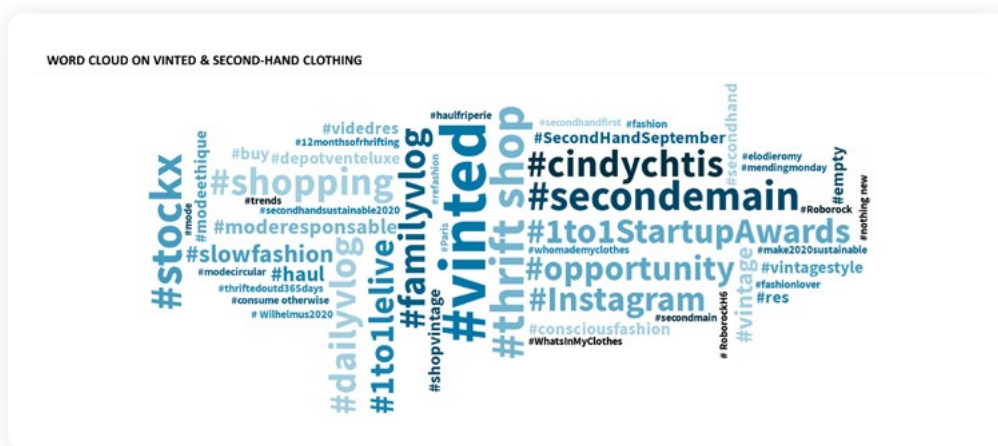 WORD CLOUD ON VINTED & SECOND-HAND CLOTHING
#stockx
#mode
#modeethique
#videdres
#12monthsofrhrifting
#buy
#depotventeluxe
#shopping
#trends
#secondhandsustainable2020
#moderesponsable
#slowfashion
#modecircular
#haul
#thriftedoutd365days
#consume otherwise
# Wilhelmus2020
#dailyvlog
#1to1elive
#familyvlog
#shopvintage
#haulfriperie
#refashion
#Paris
#vinted
#thrift shop
#secondhandfirst
#fashion
#SecondHandSeptember
#cindychtis
#secondemain
#1to1StartupAwards
#whomademyclothes
#opportunity
#Instagram
#secondmain
#consciousfashion
#WhatsInMyClothes
#secondhand
#elodieromy
#mendingmonday
#empty
#Roborock
#nothing new
#make2020sustainable
#vintagestyle
#fashionlover
#res
#vintage
# RoborockH6